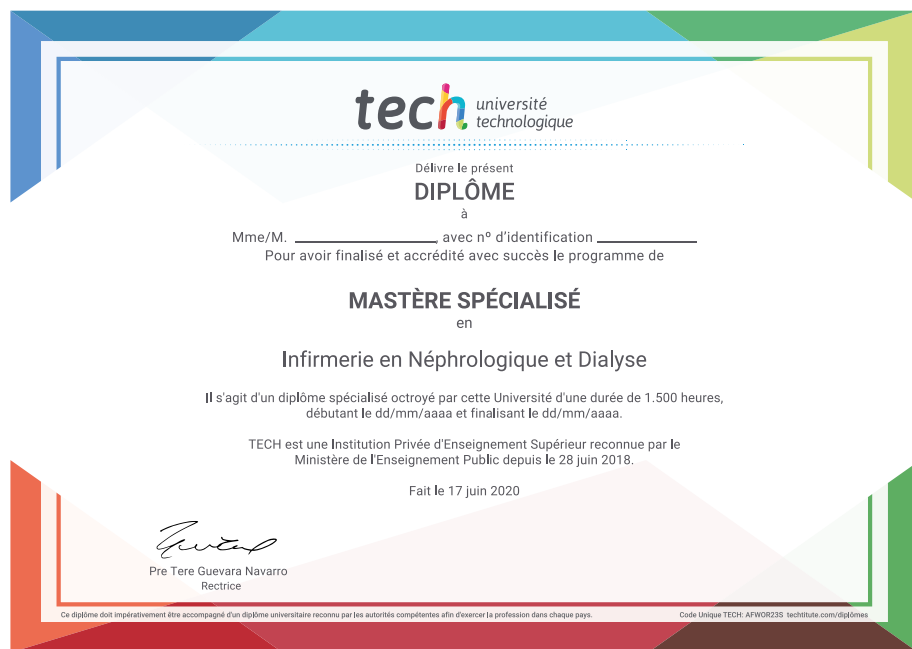 tech université
technologique
Délivre le présent
DIPLÔME
à
Mme/M. ____________, avec nº d'identification ____________
Pour avoir finalisé et accrédité avec succès le programme de
MASTÈRE SPÉCIALISÉ
en
Infirmerie en Néphrologique et Dialyse
Il s'agit d'un diplôme spécialisé octroyé par cette Université d'une durée de 1.500 heures,
débutant le dd/mm/aaaa et finalisant le dd/mm/aaaa.
TECH est une Institution Privée d'Enseignement Supérieur reconnue par le
Ministère de l'Enseignement Public depuis le 28 juin 2018.
Fait le 17 juin 2020
Pre Tere Guevara Navarro
Rectrice
Ce diplôme doit impérativement être accompagné d'un diplôme universitaire reconnu par les autorités compétentes afin d'exercer la profession dans chaque pays.
Code Unique TECH: AFWOR23S techtitute.com/diplômes